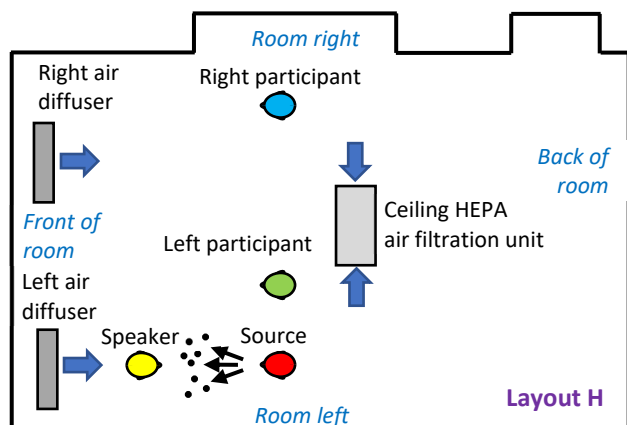 Room right
Right air
diffuser
Right participant
Back of
room
Front of
room
Ceiling HEPA
air filtration unit
Left participant
Left air
diffuser
Speaker
Source
Room left
Layout H